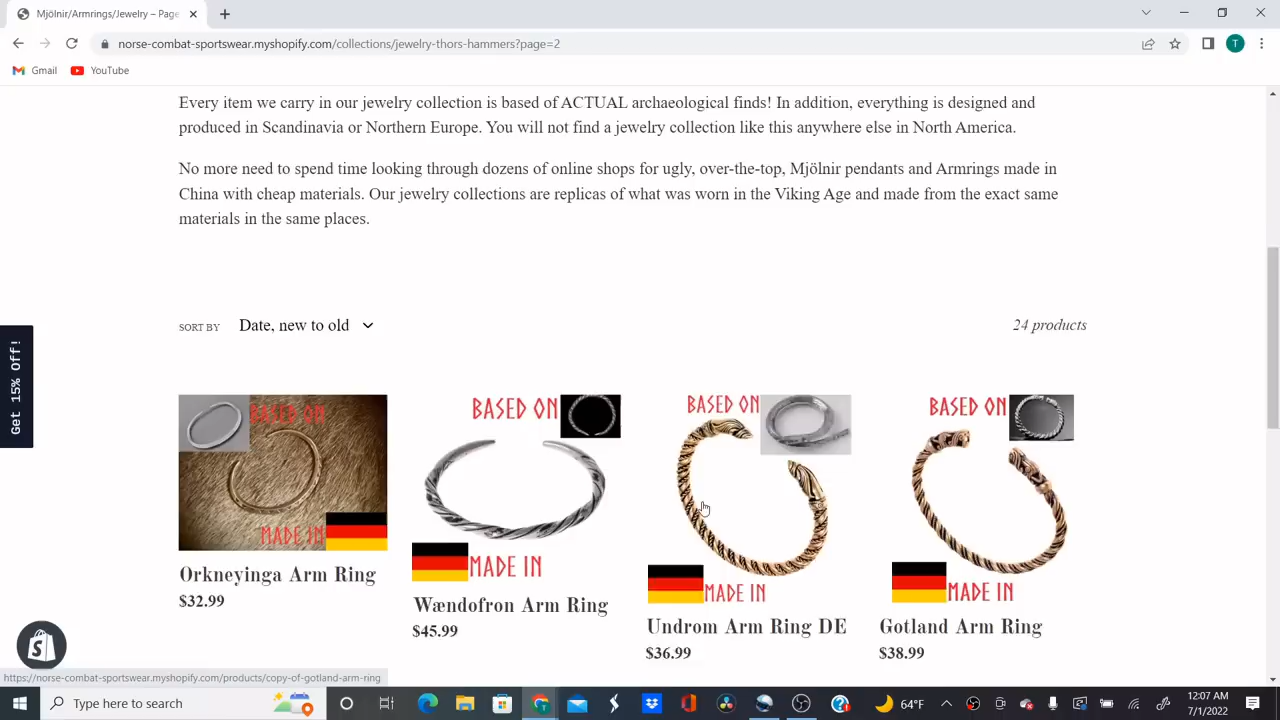 Mjölnir/Armrings/Jewelry – Page
norse-combat-sportswear.myshopify.com/collections/jewelry-thors-hammers?page=2
T
Gmail
YouTube
Every item we carry in our jewelry collection is based of ACTUAL archaeological finds! In addition, everything is designed and
produced in Scandinavia or Northern Europe. You will not find a jewelry collection like this anywhere else in North America.
No more need to spend time looking through dozens of online shops for ugly, over-the-top, Mjölnir pendants and Armrings made in
China with cheap materials. Our jewelry collections are replicas of what was worn in the Viking Age and made from the exact same
materials in the same places.
SORT BY Date, new to old
24 products
Get 15% Off!
BASED ON
MADE IN
Orkneyinga Arm Ring
$32.99
BASED ON
MADE IN
Wændofron Arm Ring
$45.99
BASED ON
MADE IN
Undrom Arm Ring DE
$36.99
BASED ON
MADE IN
Gotland Arm Ring
$38.99
https://norse-combat-sportswear.myshopify.com/products/copy-of-gotland-arm-ring
Type here to search
64°F
12:07 AM
7/1/2022